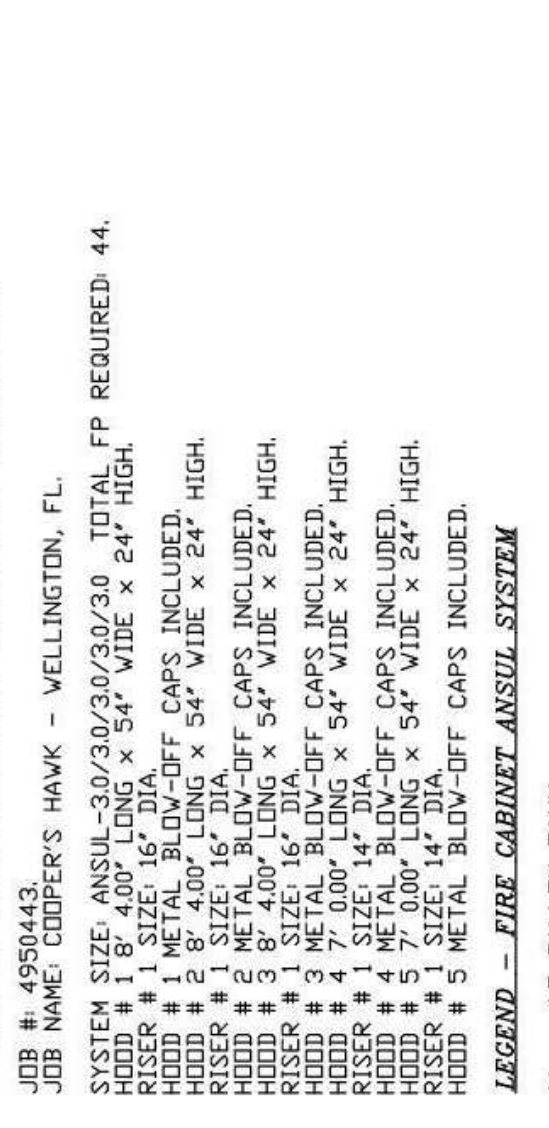 JOB #: 4950443.
JOB NAME: COOPER'S HAWK - WELLINGTON, FL.
SYSTEM SIZE: ANSUL-3.0/3.0/3.0/3.0/3.0 TOTAL FP REQUIRED: 44.
HOOD # 1 8' 4.00" LONG x 54" WIDE x 24" HIGH.
RISER # 1 SIZE: 16" DIA.
HOOD # 1 METAL BLOW-OFF CAPS INCLUDED.
HOOD # 2 8' 4.00" LONG x 54" WIDE x 24" HIGH.
RISER # 1 SIZE: 16" DIA.
HOOD # 2 METAL BLOW-OFF CAPS INCLUDED.
HOOD # 3 8' 4.00" LONG x 54" WIDE x 24" HIGH.
RISER # 1 SIZE: 16" DIA.
HOOD # 3 METAL BLOW-OFF CAPS INCLUDED.
HOOD # 4 7' 0.00" LONG x 54" WIDE x 24" HIGH.
RISER # 1 SIZE: 14" DIA.
HOOD # 4 METAL BLOW-OFF CAPS INCLUDED.
HOOD # 5 7' 0.00" LONG x 54" WIDE x 24" HIGH.
RISER # 1 SIZE: 14" DIA.
HOOD # 5 METAL BLOW-OFF CAPS INCLUDED.
LEGEND - FIRE CABINET ANSUL SYSTEM